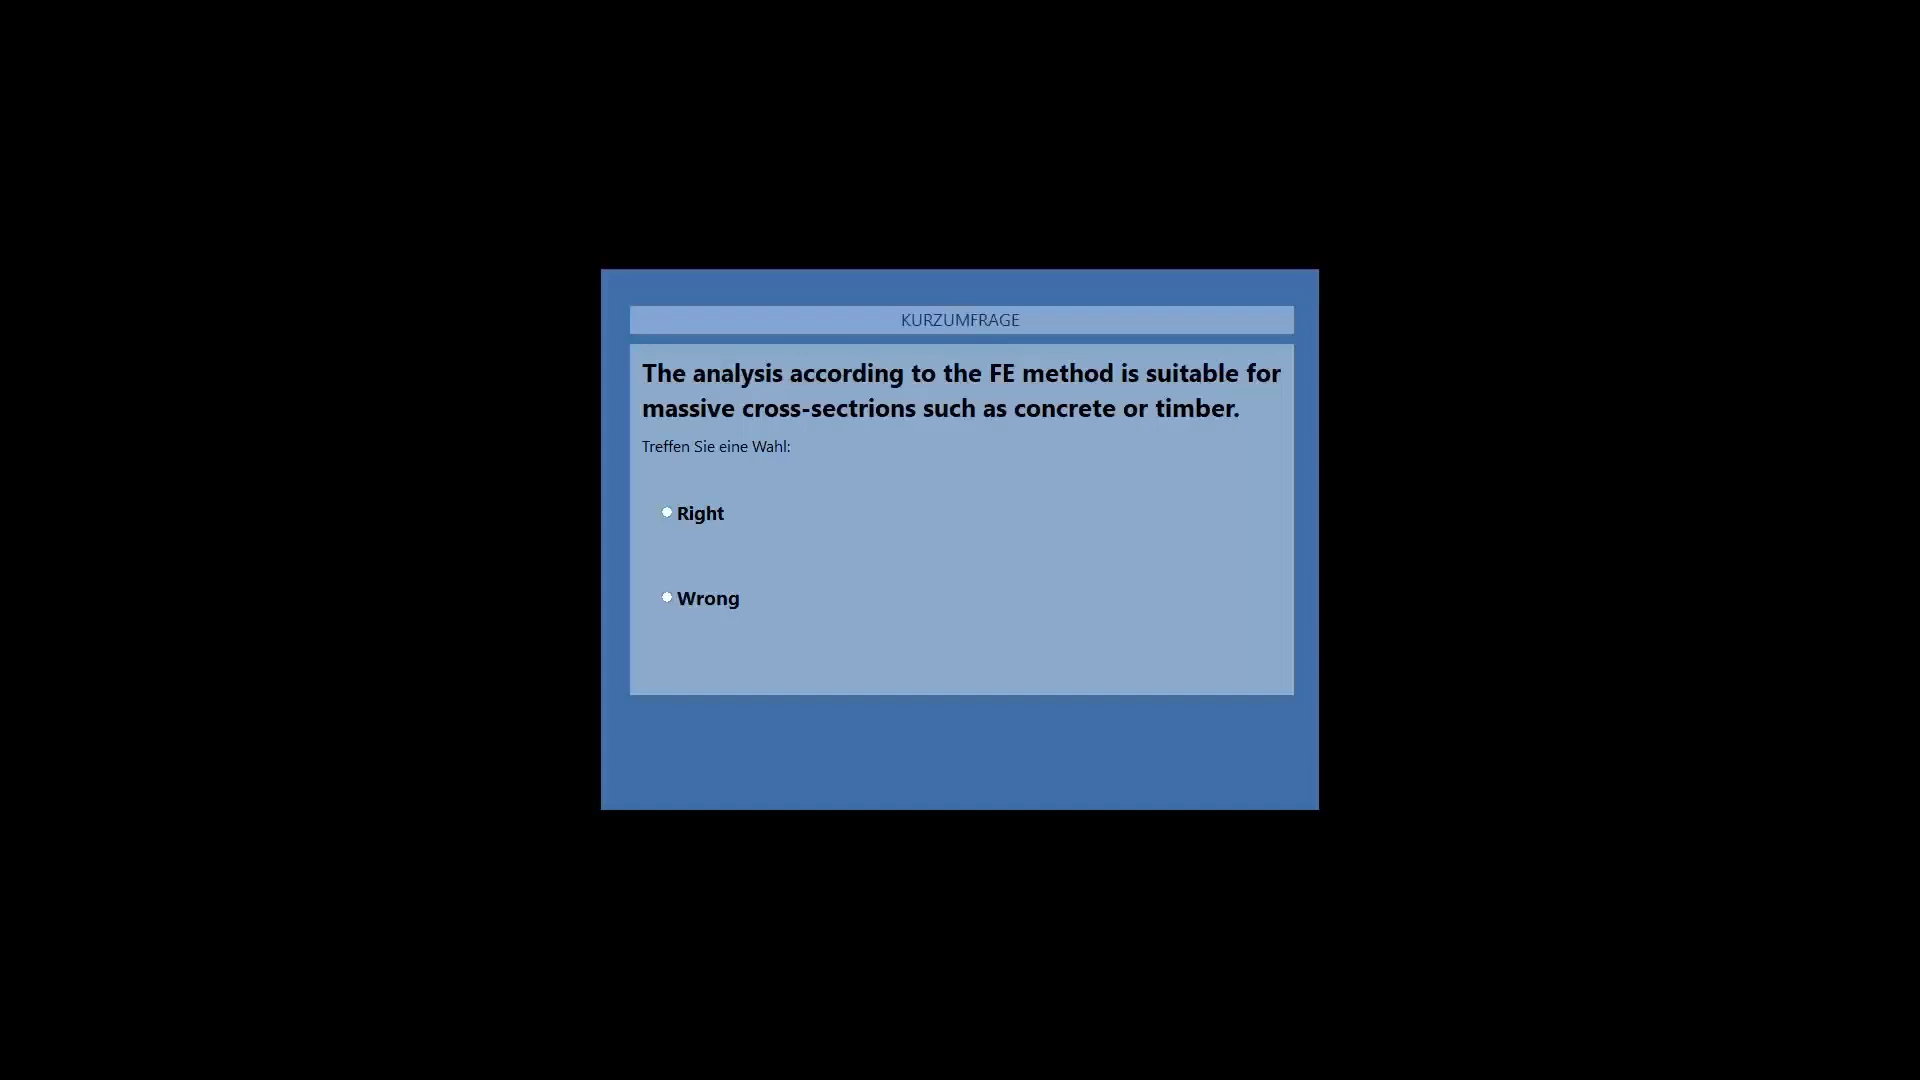 KURZUMFRAGE
The analysis according to the FE method is suitable for
massive cross-sectrions such as concrete or timber.
Treffen Sie eine Wahl:
Right
Wrong